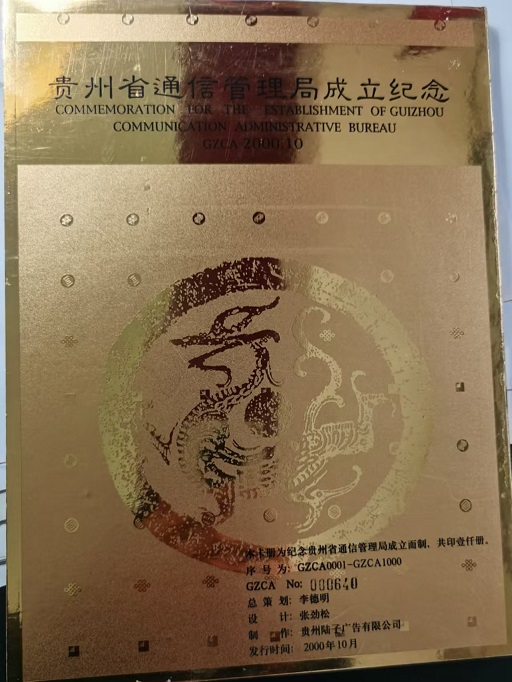 贵州省通信管理局成立纪念
COMMEMORATION FOR THE ESTABLISHMENT OF GUIZHOU
COMMUNICATION ADMINISTRATIVE BUREAU
GZCA 2000.10
本卡册为纪念贵州省通信管理局成立而制，共印壹仟册。
序 号 为: GZCA0001-GZCA1000
GZCA No: 000640
总 策 划: 李德明
设 计: 张劲松
制 作: 贵州陆子广告有限公司
发行时间: 2000年10月